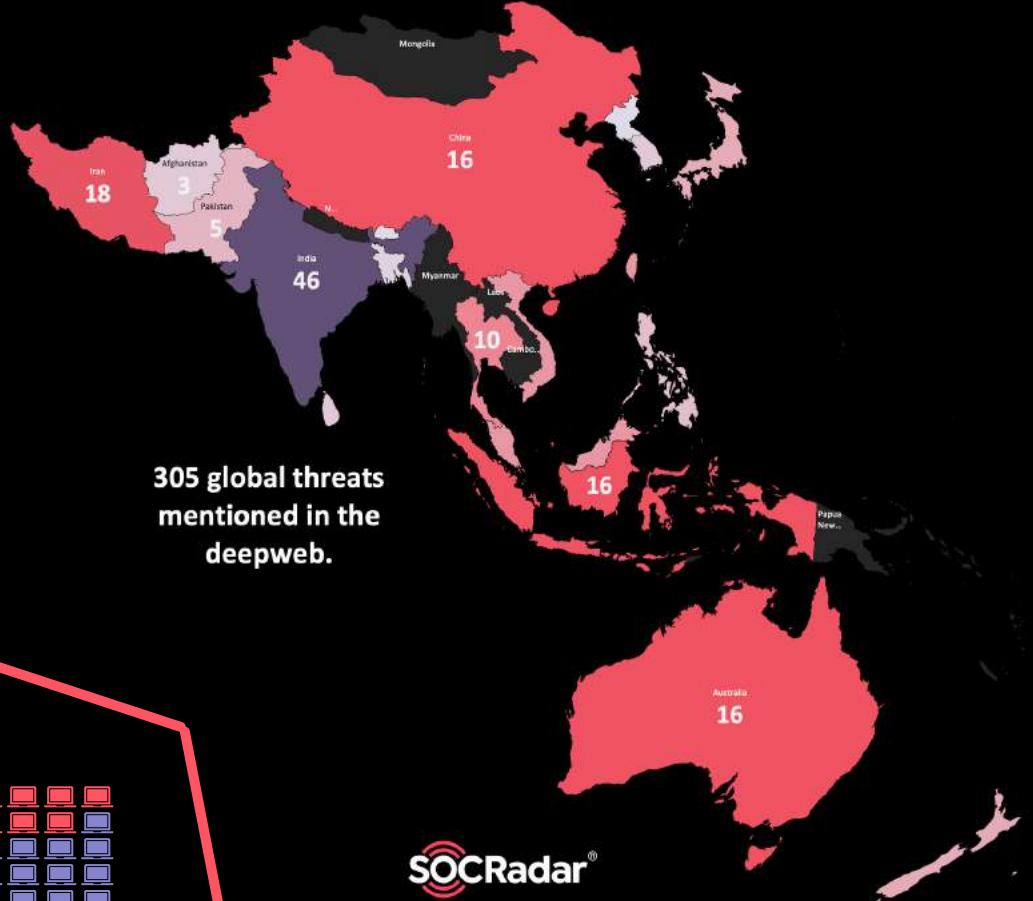 Mongolia
China
16
Iran
18
Afghanistan
3
Pakistan
5
N...
India
46
Myanmar
Laos
10
Cambo...
305 global threats
mentioned in the
deepweb.
16
Papua
New...
Australia
16
SOCRadar®